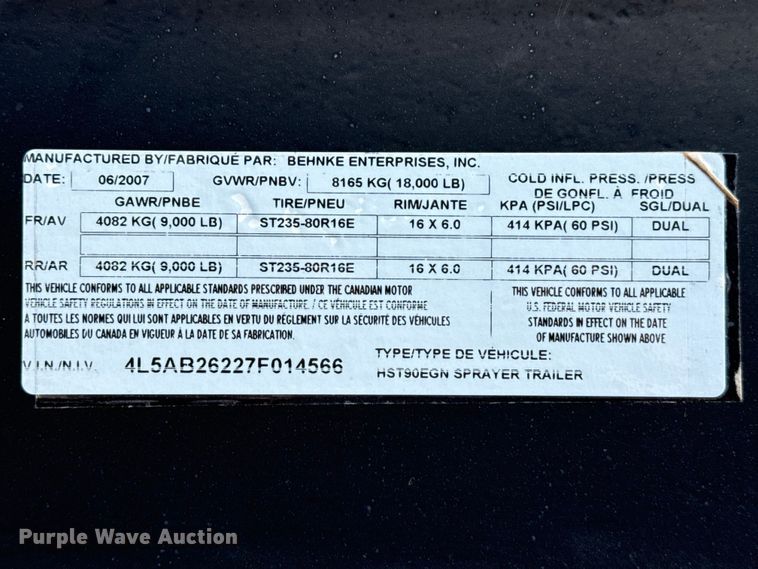 MANUFACTURED BY/FABRIQUÉ PAR: BEHNKE ENTERPRISES, INC.
DATE: 06/2007 GVWR/PNBV: 8165 KG( 18,000 LB) COLD INFL. PRESS. /PRESS
DE GONFL. À FROID
GAWR/PNBE TIRE/PNEU RIM/JANTE KPA (PSI/LPC) SGL/DUAL
FR/AV 4082 KG( 9,000 LB) ST235-80R16E 16 X 6.0 414 KPA( 60 PSI) DUAL
RR/AR 4082 KG( 9,000 LB) ST235-80R16E 16 X 6.0 414 KPA( 60 PSI) DUAL
THIS VEHICLE CONFORMS TO ALL APPLICABLE STANDARDS PRESCRIBED UNDER THE CANADIAN MOTOR
VEHICLE SAFETY REGULATIONS IN EFFECT ON THE DATE OF MANUFACTURE. / CE VÉHICULE EST CONFORME
A TOUTES LES NORMES QUI LUI SONT APPLICABLES EN VERTU DU RÉGLEMENT SUR LA SÉCURITÉ DES VÉHICULES
AUTOMOBILES DU CANADA EN VIGUEUR À LA DATE DE SA FABRICATION.
THIS VEHICLE CONFORMS TO ALL APPLICABLE
U.S. FEDERAL MOTOR VEHICLE SAFETY
STANDARDS IN EFFECT ON THE DATE
OF MANUFACTURE SHOWN ABOVE
V.I.N./N.I.V. 4L5AB26227F014566
TYPE/TYPE DE VÉHICULE:
HST90EGN SPRAYER TRAILER
Purple Wave Auction